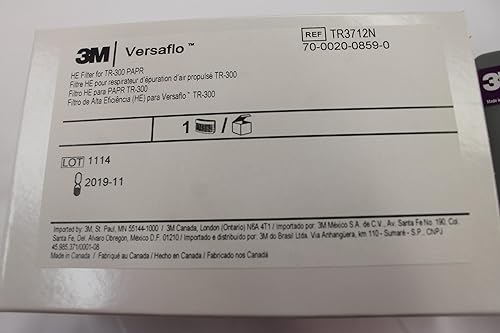 3M Versaflo™
REF TR3712N
70-0020-0859-0
HE Filter for TR-300 PAPR
Filtre HE pour respirateur d'épuration d'air propulsé TR-300
Filtro HE para PAPR TR-300
Filtro de Alta Eficiência (HE) para Versaflo™ TR-300
1 /
LOT 1114
2019-11
Imported by: 3M, St. Paul, MN 55144-1000 / 3M Canada, London (Ontario) N6A 4T1 / Importado por: 3M México S.A. de C.V., Av. Santa Fe No. 190, Col.
Santa Fe, Del. Alvaro Obregon, México D.F. 01210. / Importado e distribuido por: 3M do Brasil Ltda. Via Anhangüera, km 110 - Sumaré - S.P., CNPJ
45.985.371/0001-08
Made in Canada / Fabriqué au Canada / Hecho en Canada / Fabricado nos Canadá